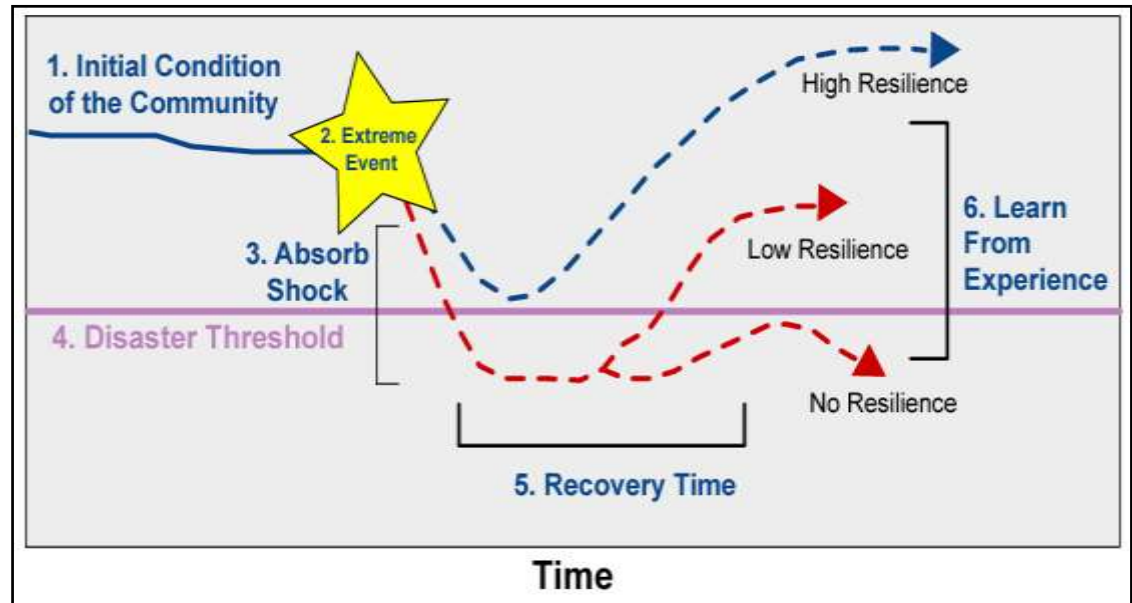 1. Initial Condition
of the Community
2. Extreme
Event
High Resilience
3. Absorb
Shock
Low Resilience
6. Learn
From
Experience
4. Disaster Threshold
No Resilience
5. Recovery Time
Time